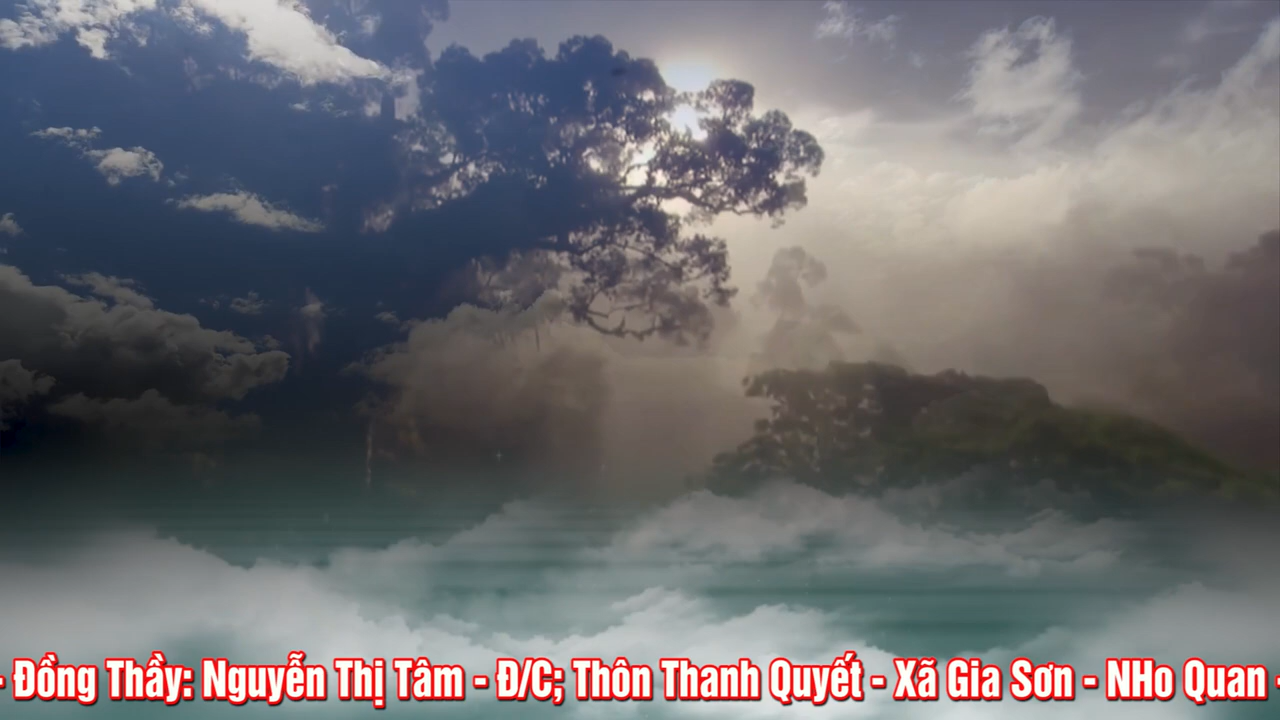 - Đồng Thầy: Nguyễn Thị Tâm - Đ/C; Thôn Thanh Quyết - Xã Gia Sơn - NHo Quan -